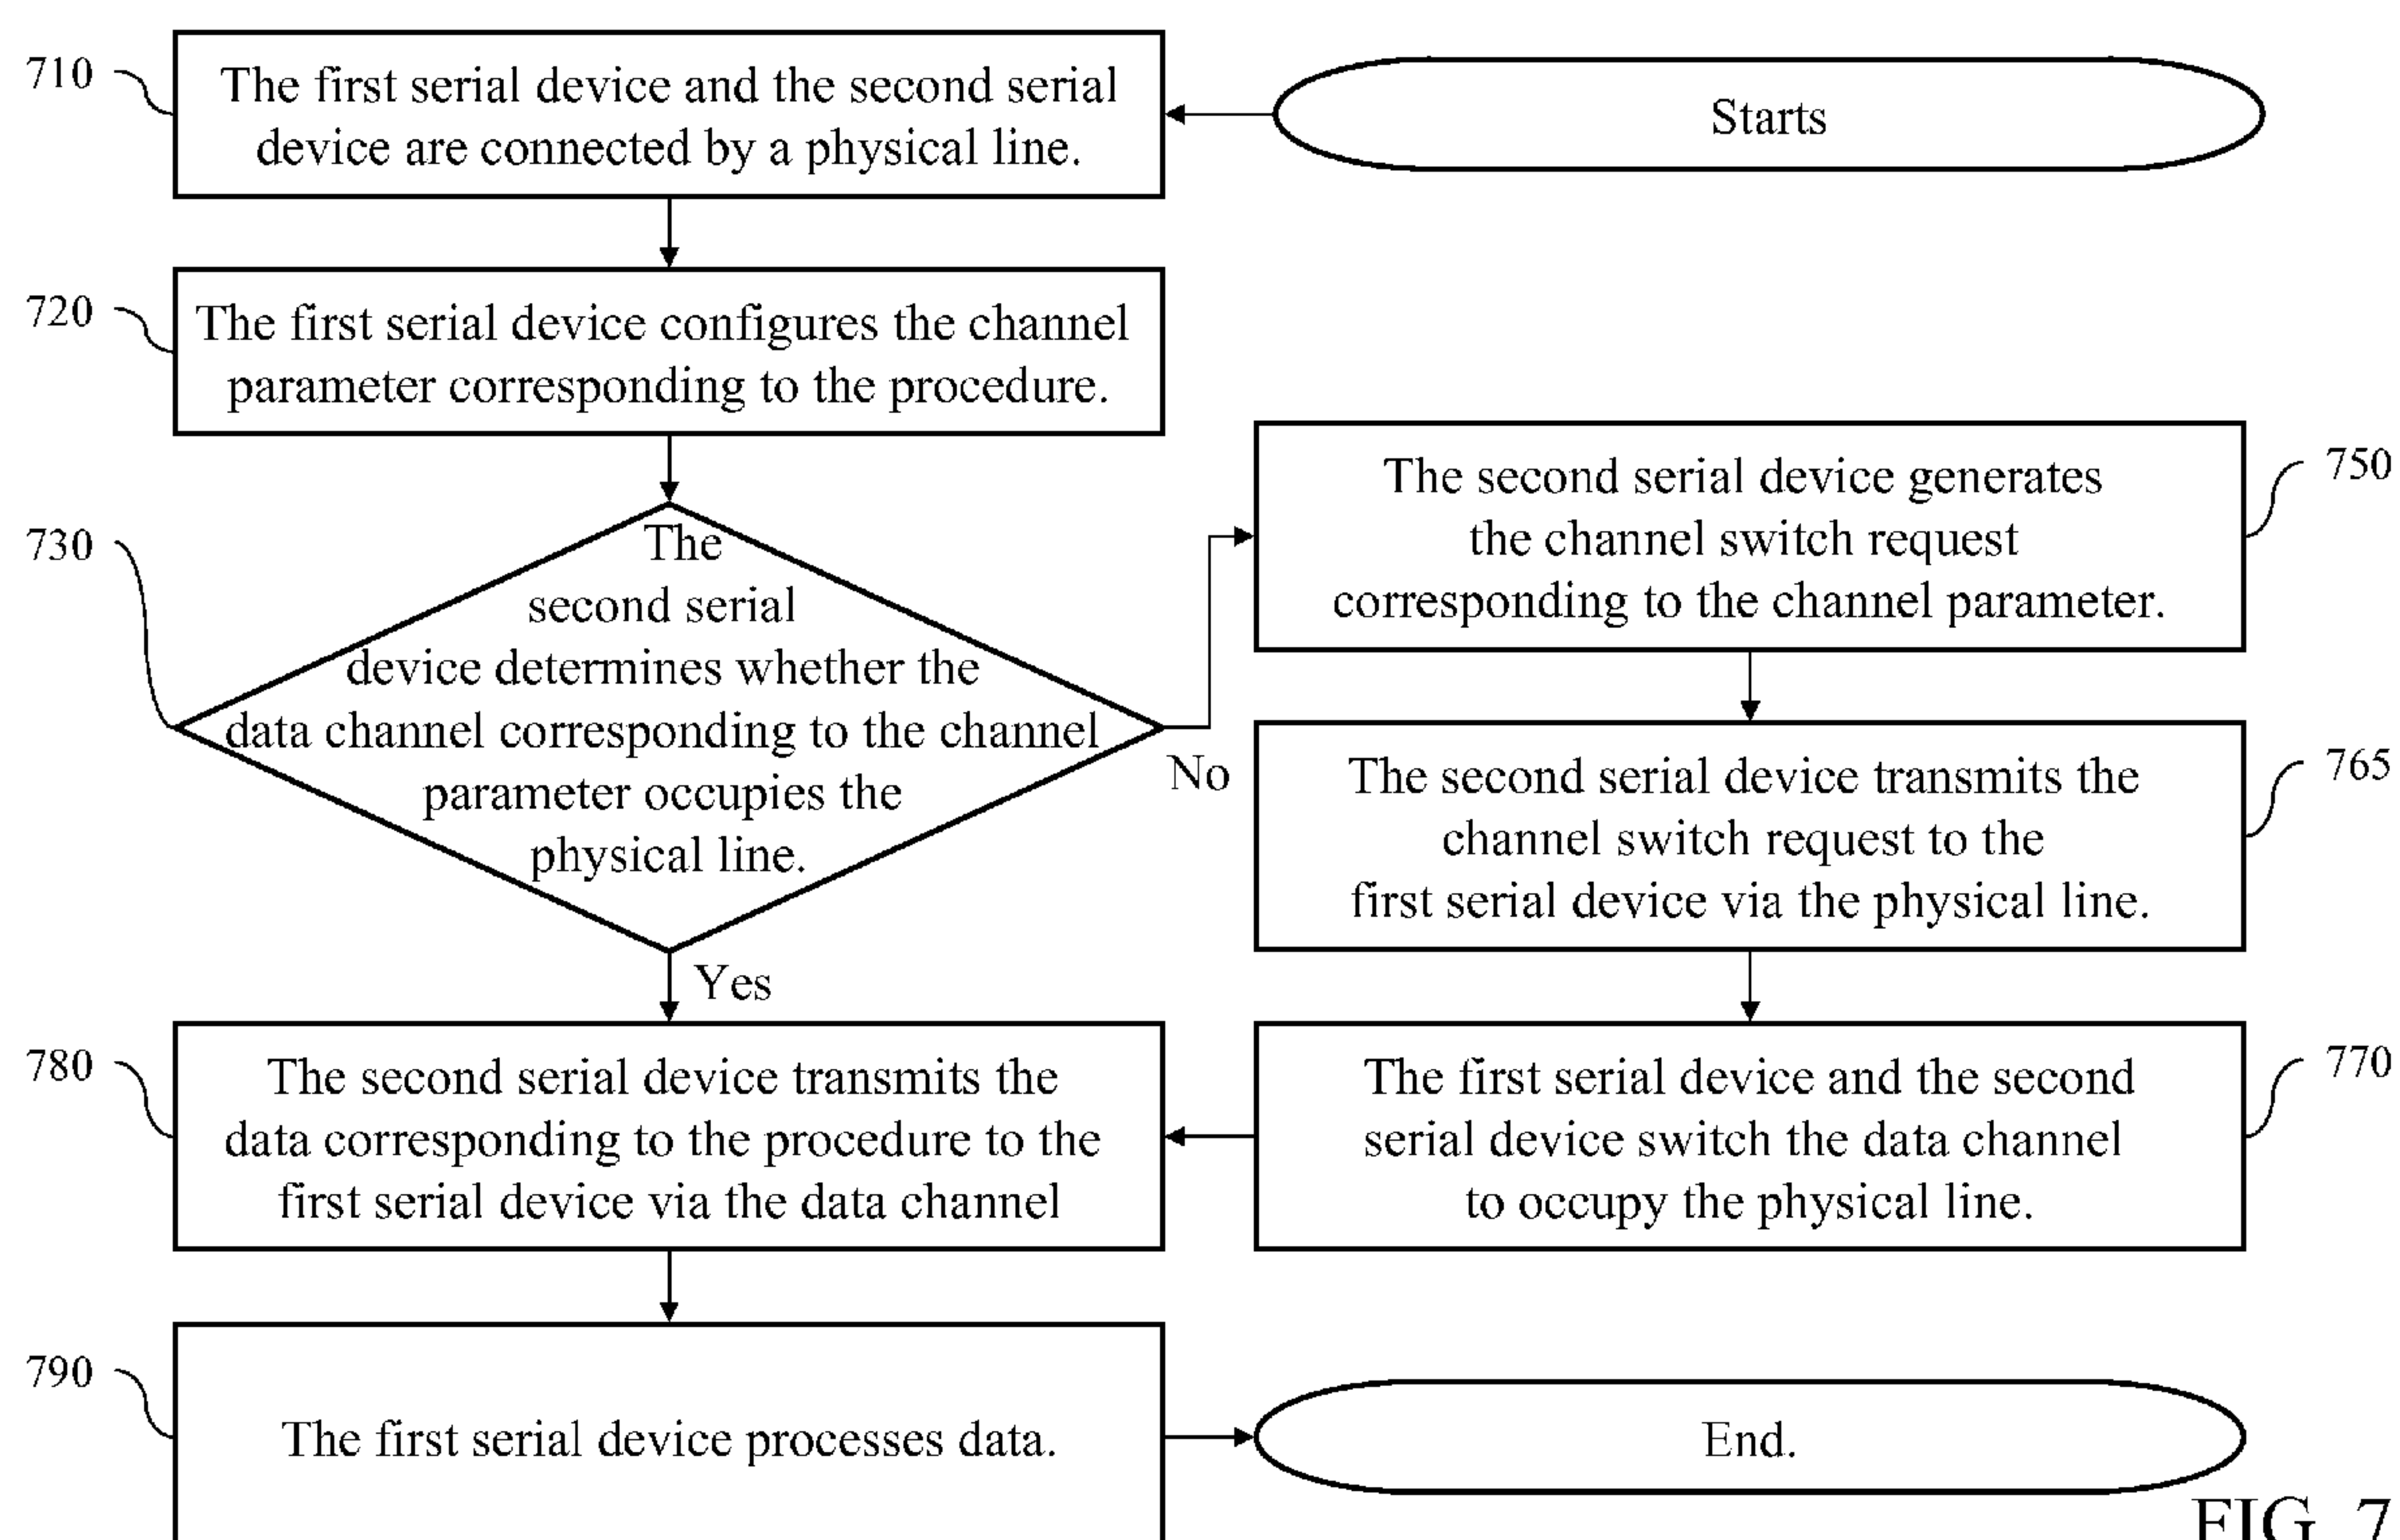 710
The first serial device and the second serial
device are connected by a physical line.
Starts
720
The first serial device configures the channel
parameter corresponding to the procedure.
730
The
second serial
device determines whether the
data channel corresponding to the channel
parameter occupies the
physical line.
No
Yes
750
The second serial device generates
the channel switch request
corresponding to the channel parameter.
765
The second serial device transmits the
channel switch request to the
first serial device via the physical line.
770
The first serial device and the second
serial device switch the data channel
to occupy the physical line.
780
The second serial device transmits the
data corresponding to the procedure to the
first serial device via the data channel
790
The first serial device processes data.
End.
FIG. 7